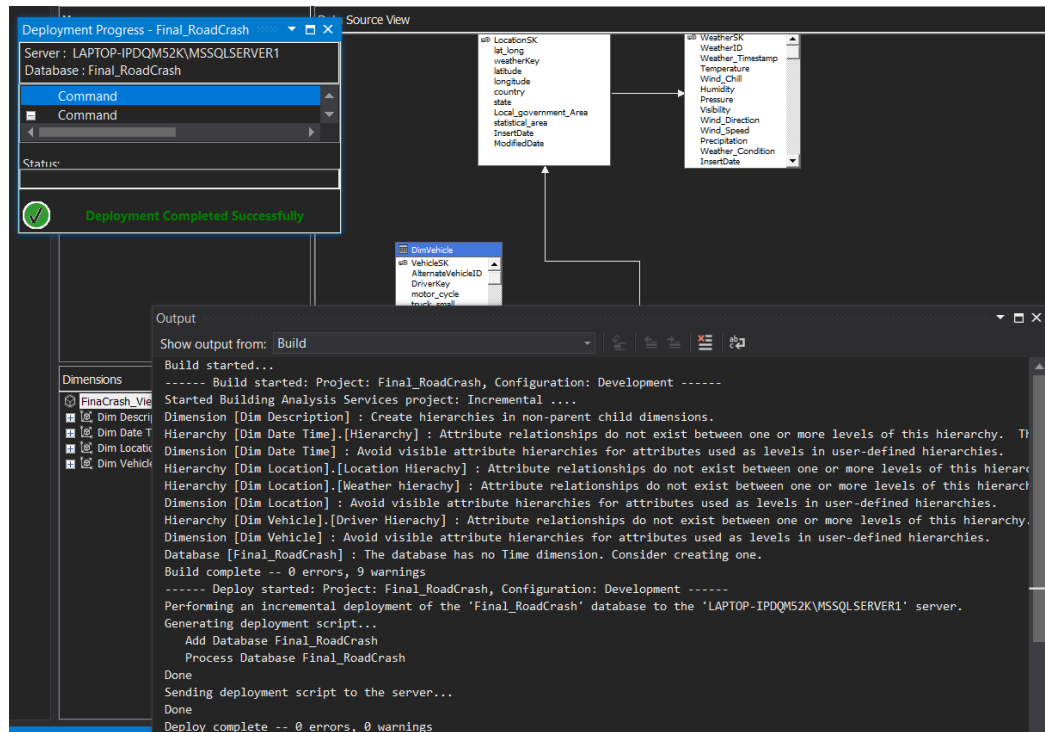 Data Source View
Deployment Progress - Final_RoadCrash
Server : LAPTOP-IPDQM52K\MSSQLSERVER1
Database : Final_RoadCrash
Command
Command
Status:
Deployment Completed Successfully
LocationSK
lat_long
weatherKey
latitude
longitude
country
state
Local_government_Area
statistical_area
InsertDate
ModifiedDate
WeatherSK
WeatherID
Weather_Timestamp
Temperature
Wind_Chill
Humidity
Pressure
Visbility
Wind_Direction
Wind_Speed
Precipitation
Weather_Condition
InsertDate
DimVehicle
VehicleSK
AlternateVehicleID
DriverKey
motor_cycle
truck_small
Dimensions
FinaCrash_Vie
Dim Descri
Dim Date T
Dim Locatio
Dim Vehicle
Output
Show output from: Build
Build started...
------ Build started: Project: Final_RoadCrash, Configuration: Development ------
Started Building Analysis Services project: Incremental ....
Dimension [Dim Description] : Create hierarchies in non-parent child dimensions.
Hierarchy [Dim Date Time].[Hierarchy] : Attribute relationships do not exist between one or more levels of this hierarchy. Th
Dimension [Dim Date Time] : Avoid visible attribute hierarchies for attributes used as levels in user-defined hierarchies.
Hierarchy [Dim Location].[Location Hierachy] : Attribute relationships do not exist between one or more levels of this hierarc
Hierarchy [Dim Location].[Weather hierachy] : Attribute relationships do not exist between one or more levels of this hierarch
Dimension [Dim Location] : Avoid visible attribute hierarchies for attributes used as levels in user-defined hierarchies.
Hierarchy [Dim Vehicle].[Driver Hierachy] : Attribute relationships do not exist between one or more levels of this hierarchy.
Dimension [Dim Vehicle] : Avoid visible attribute hierarchies for attributes used as levels in user-defined hierarchies.
Database [Final_RoadCrash] : The database has no Time dimension. Consider creating one.
Build complete -- 0 errors, 9 warnings
------ Deploy started: Project: Final_RoadCrash, Configuration: Development ------
Performing an incremental deployment of the 'Final_RoadCrash' database to the 'LAPTOP-IPDQM52K\MSSQLSERVER1' server.
Generating deployment script...
Add Database Final_RoadCrash
Process Database Final_RoadCrash
Done
Sending deployment script to the server...
Done
Deploy complete -- 0 errors, 0 warnings